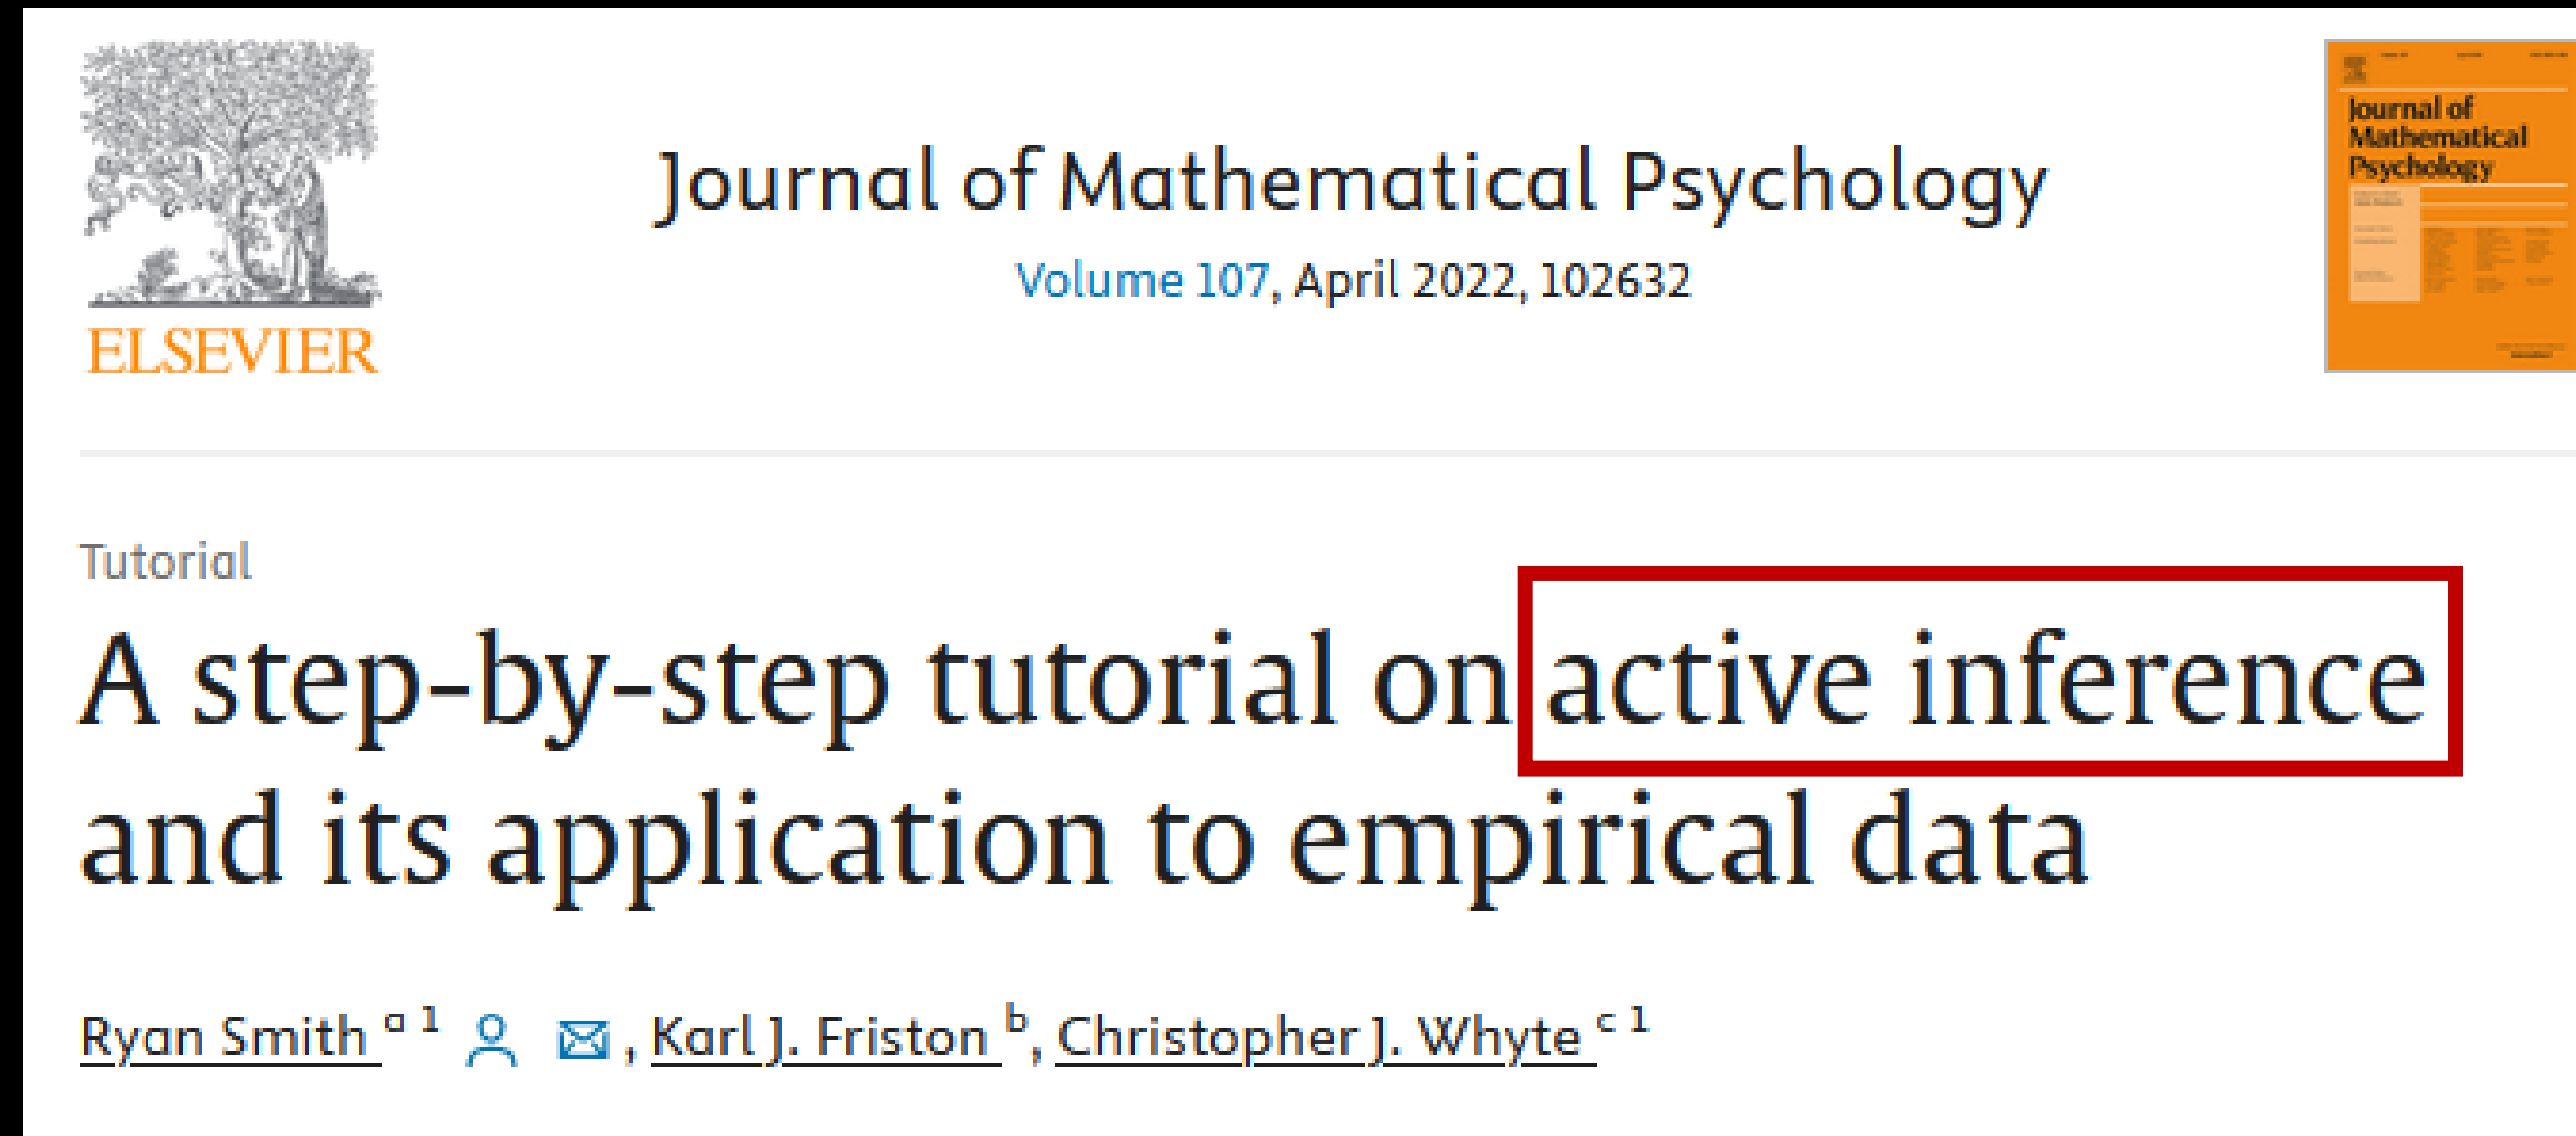 ELSEVIER
Journal of Mathematical Psychology
Volume 107, April 2022, 102632
Journal of
Mathematical
Psychology
Tutorial
A step-by-step tutorial on active inference
and its application to empirical data
Ryan Smith a 1, Karl J. Friston b, Christopher J. Whyte c 1